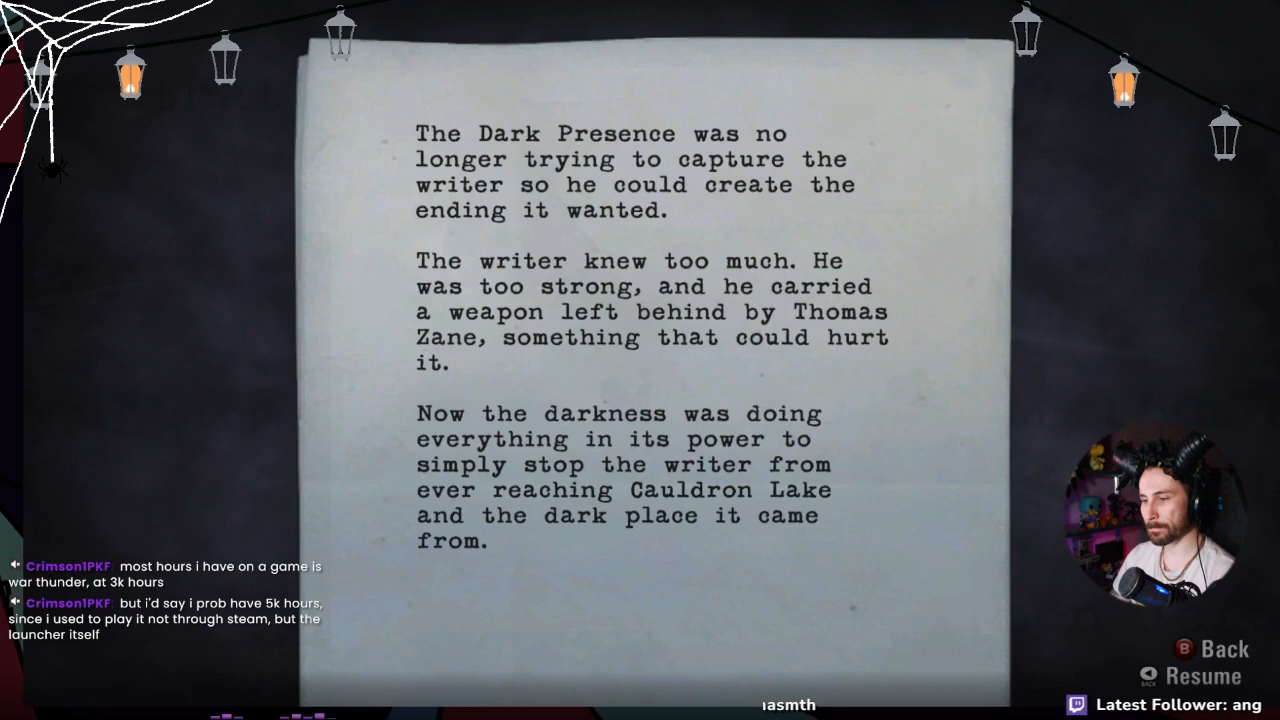 The Dark Presence was no
longer trying to capture the
writer so he could create the
ending it wanted.
The writer knew too much. He
was too strong, and he carried
a weapon left behind by Thomas
Zane, something that could hurt
it.
Now the darkness was doing
everything in its power to
simply stop the writer from
ever reaching Cauldron Lake
and the dark place it came
from.
Crimson1PKF: most hours i have on a game is
war thunder, at 3k hours
Crimson1PKF: but i'd say i prob have 5k hours,
since i used to play it not through steam, but the
launcher itself
B Back
BACK Resume
Latest Follower: ang